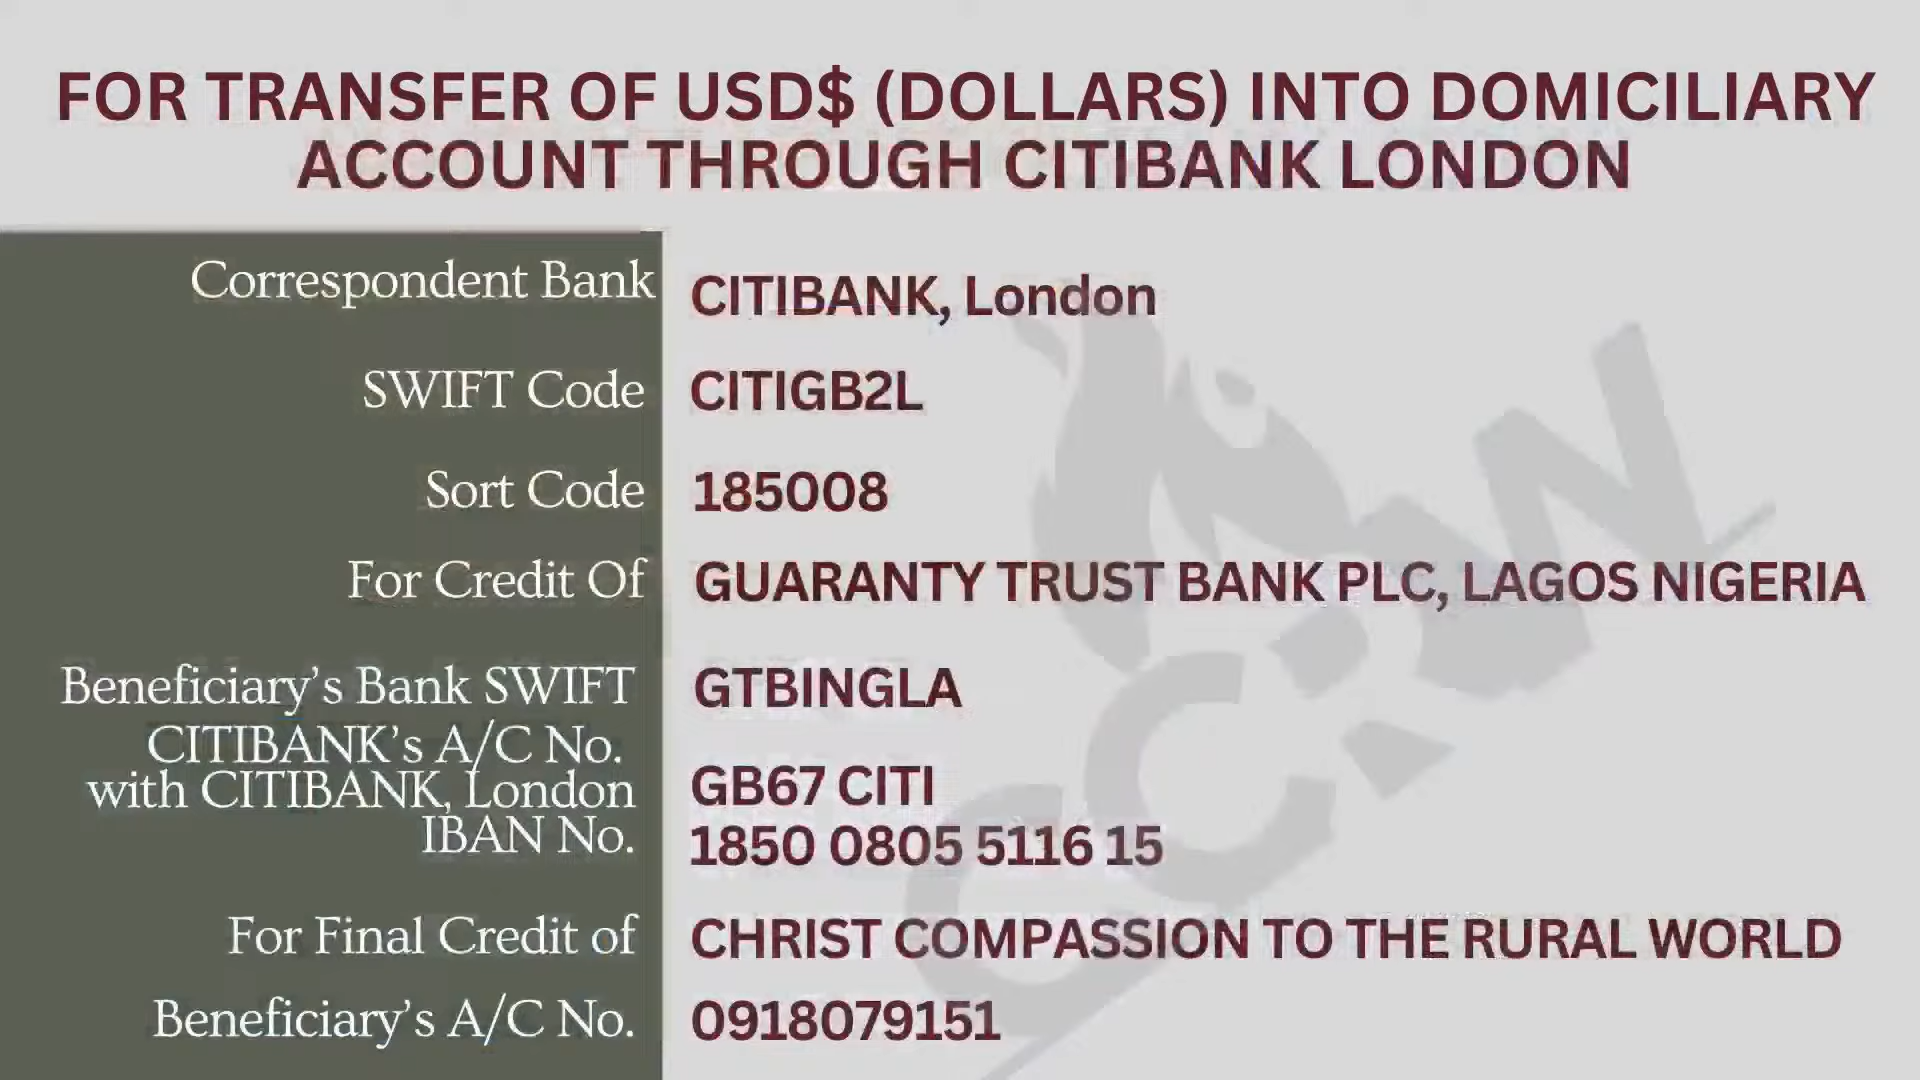 FOR TRANSFER OF USD$ (DOLLARS) INTO DOMICILIARY
ACCOUNT THROUGH CITIBANK LONDON
Correspondent Bank
CITIBANK, London
SWIFT Code
CITIGB2L
Sort Code
185008
For Credit Of
GUARANTY TRUST BANK PLC, LAGOS NIGERIA
Beneficiary's Bank SWIFT
GTBINGLA
CITIBANK's A/C No.
with CITIBANK, London
IBAN No.
GB67 CITI
1850 0805 5116 15
For Final Credit of
CHRIST COMPASSION TO THE RURAL WORLD
Beneficiary's A/C No.
0918079151